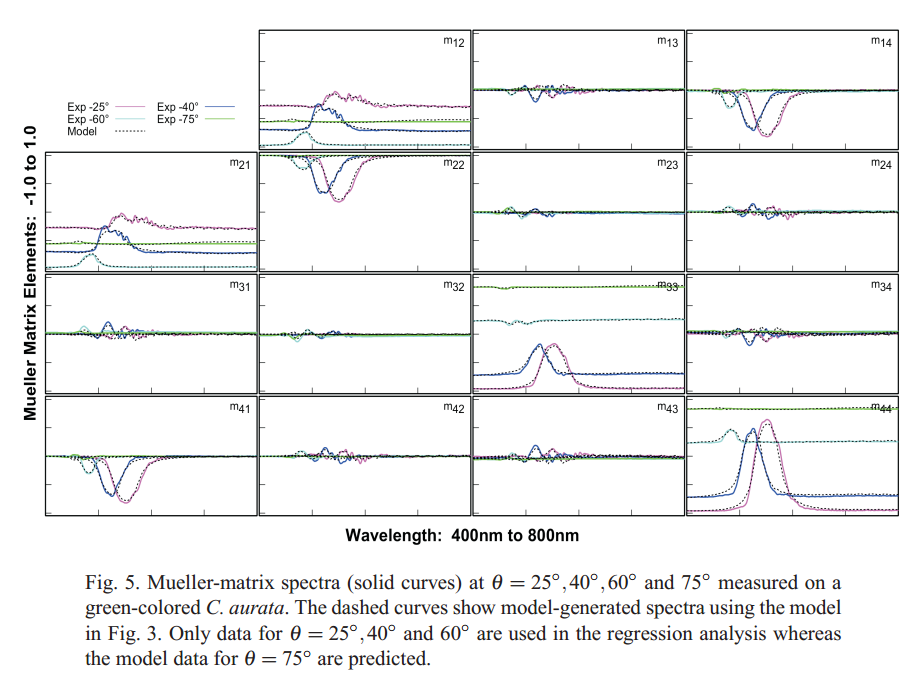 m12
m13
m14
Exp -25° Exp -40°
Exp -60° Exp -75°
Model
Mueller Matrix Elements: -1.0 to 1.0
m21
m22
m23
m24
m31
m32
m33
m34
m41
m42
m43
m44
Wavelength: 400nm to 800nm
Fig. 5. Mueller-matrix spectra (solid curves) at θ = 25°, 40°, 60° and 75° measured on a
green-colored C. aurata. The dashed curves show model-generated spectra using the model
in Fig. 3. Only data for θ = 25°, 40° and 60° are used in the regression analysis whereas
the model data for θ = 75° are predicted.